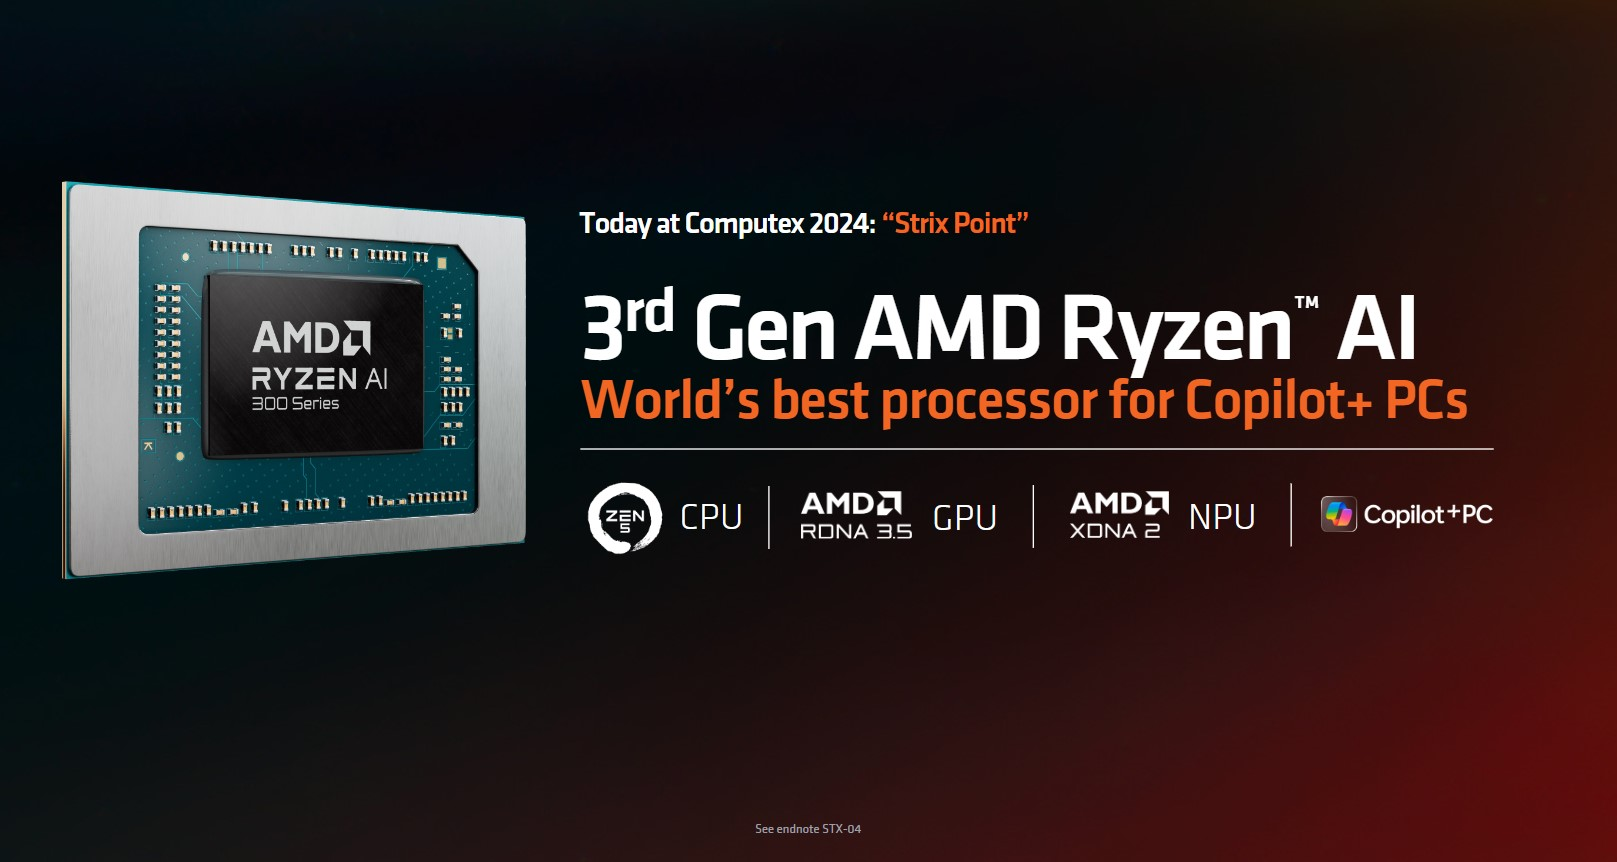 Today at Computex 2024: “Strix Point”
3rd Gen AMD Ryzen™ AI
World’s best processor for Copilot+ PCs
AMD
RYZEN AI
300 Series
ZEN
5
CPU
AMD
RDNA 3.5
GPU
AMD
XDNA 2
NPU
Copilot+PC
See endnote STX-04